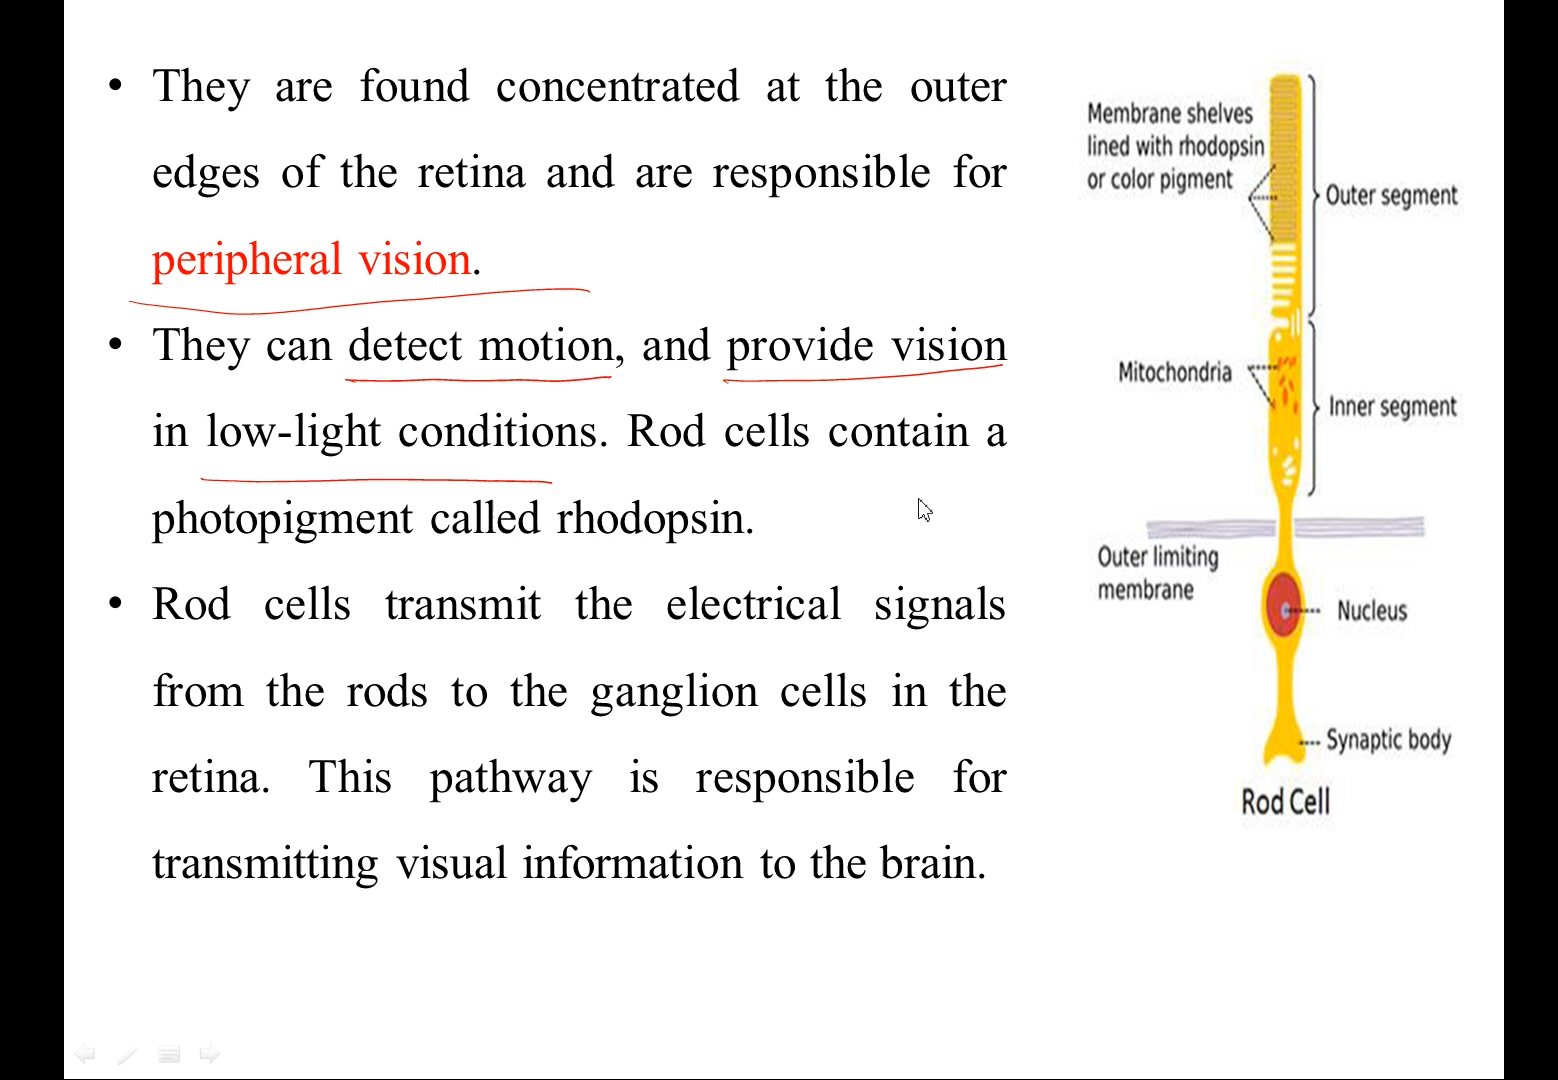 • They are found concentrated at the outer
edges of the retina and are responsible for
peripheral vision.
• They can detect motion, and provide vision
in low-light conditions. Rod cells contain a
photopigment called rhodopsin.
• Rod cells transmit the electrical signals
from the rods to the ganglion cells in the
retina. This pathway is responsible for
transmitting visual information to the brain.
Membrane shelves
lined with rhodopsin
or color pigment
Outer segment
Mitochondria
Inner segment
Outer limiting
membrane
Nucleus
Synaptic body
Rod Cell